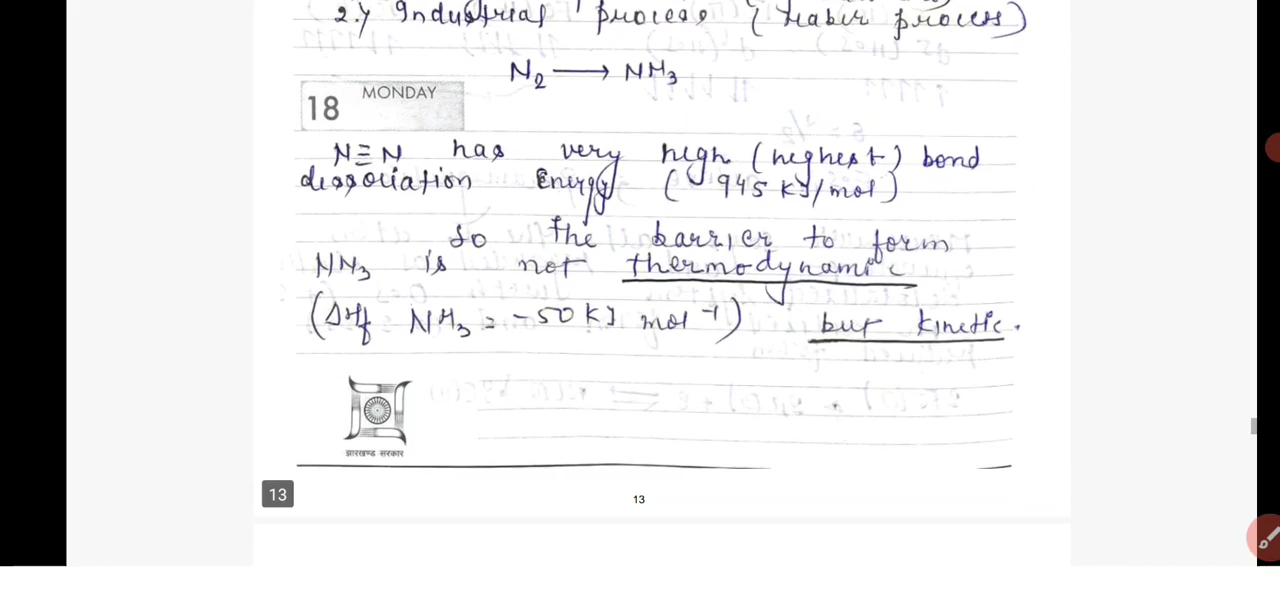 2.) Industrial process (Haber process)
N2 ⟶ NH3
MONDAY
18
N≡N has very high (highest) bond
dissociation Energy ( 945 KJ/mol)
So the barrier to form
NH3 is not thermodynamic
(ΔHf NH3 = -50 KJ mol⁻¹) but kinetic.
झारखण्ड सरकार
13
13